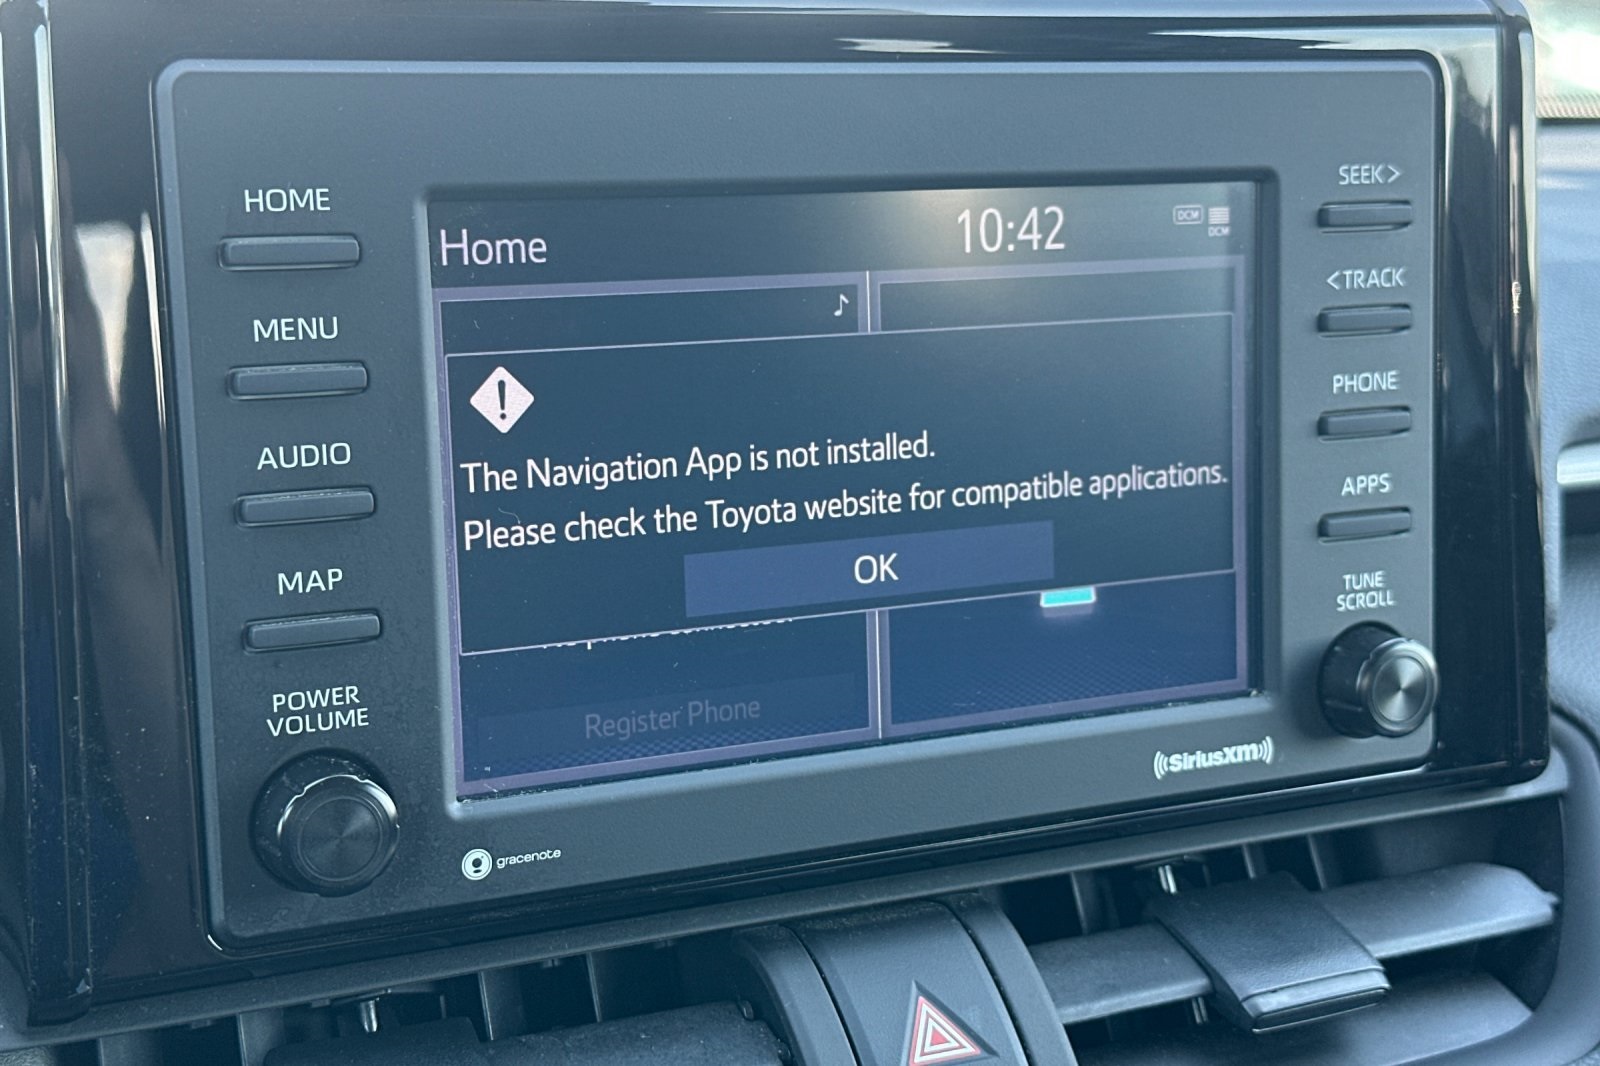 HOME
MENU
AUDIO
MAP
POWER
VOLUME
Home
10:42
DCM
DCM
The Navigation App is not installed.
Please check the Toyota website for compatible applications.
OK
Register Phone
SEEK>
<TRACK
PHONE
APPS
TUNE
SCROLL
gracenote
((SiriusXM))